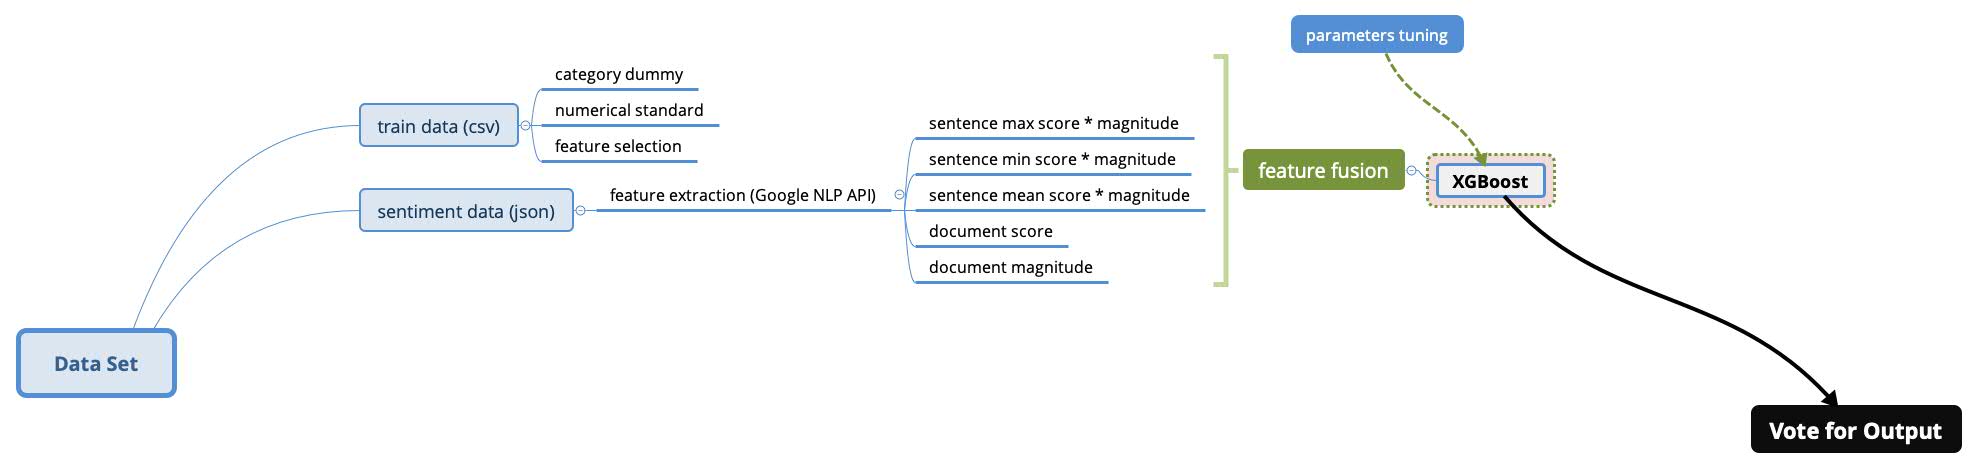 parameters tuning
category dummy
train data (csv)
numerical standard
feature selection
sentence max score * magnitude
sentence min score * magnitude
sentiment data (json)
feature extraction (Google NLP API)
sentence mean score * magnitude
document score
document magnitude
feature fusion
XGBoost
Data Set
Vote for Output